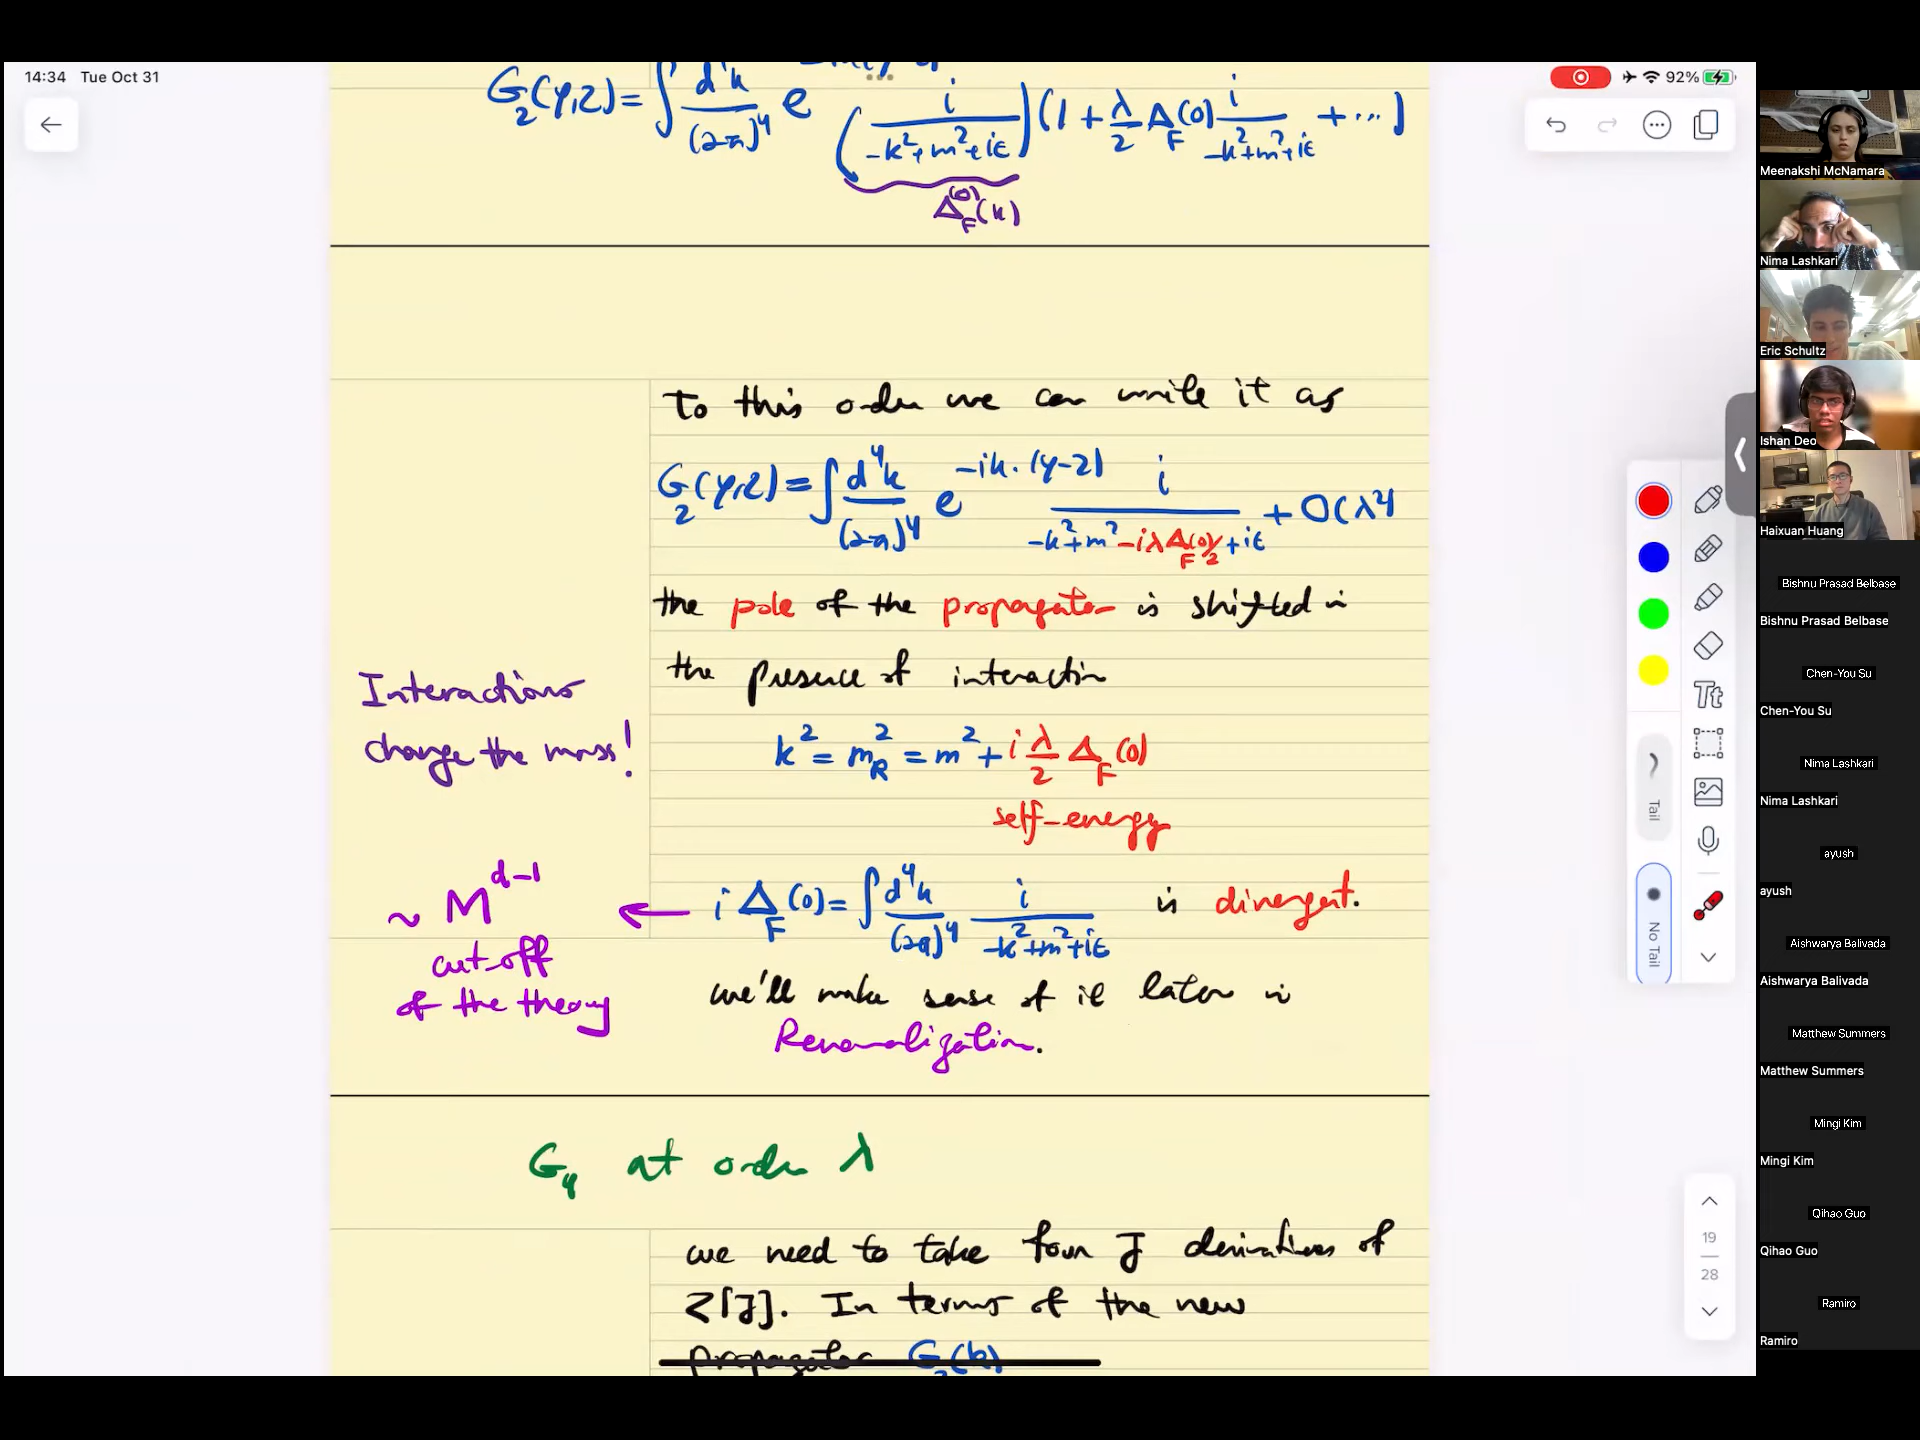 14:34 Tue Oct 31
92%
G₂(y,z) = ∫ d⁴k/(2π)⁴ e ( i/(-k²+m²+iε) ) (1 + λ/2 Δ_F(0) i/(-k²+m²+iε) + ...)
Δ_F^(0)(k)
To this order we can write it as
G₂(y,z) = ∫ d⁴k/(2π)⁴ e^(-ik·(y-z)) i/(-k²+m²-iλΔ_F(0)/2+iε) + O(λ
the pole of the propagator is shifted in
the presence of interaction
Interactions
change the mass!
k² = m_R² = m² + i λ/2 Δ_F(0)
self-energy
~ M^(d-1)
cut-off
of the theory
← i Δ_F(0) = ∫ d⁴k/(2π)⁴ i/(-k²+m²+iε) is divergent.
we'll make sense of it later in
Renormalization.
G₄ at order λ
we need to take four J derivatives of
Z[J]. In terms of the new
propagator G₂(k)
Tail
No Tail
Tt
19
28
Meenakshi McNamara
Nima Lashkari
Eric Schultz
Ishan Deo
Haixuan Huang
Bishnu Prasad Belbase
Bishnu Prasad Belbase
Chen-You Su
Chen-You Su
Nima Lashkari
Nima Lashkari
ayush
ayush
Aishwarya Balivada
Aishwarya Balivada
Matthew Summers
Matthew Summers
Mingi Kim
Mingi Kim
Qihao Guo
Qihao Guo
Ramiro
Ramiro